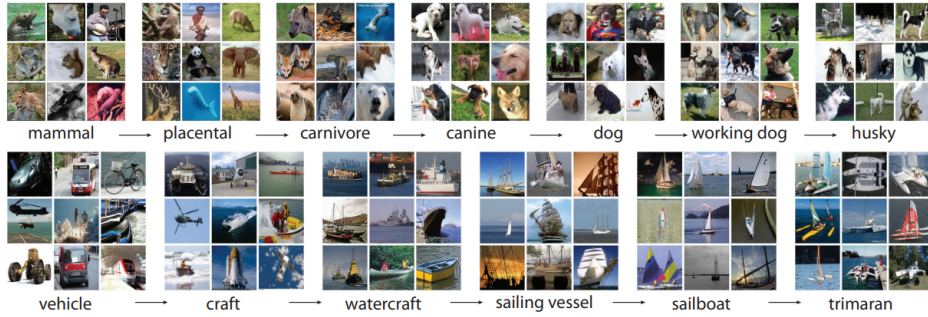 mammal → placental → carnivore → canine → dog → working dog → husky
vehicle → craft → watercraft → sailing vessel → sailboat → trimaran